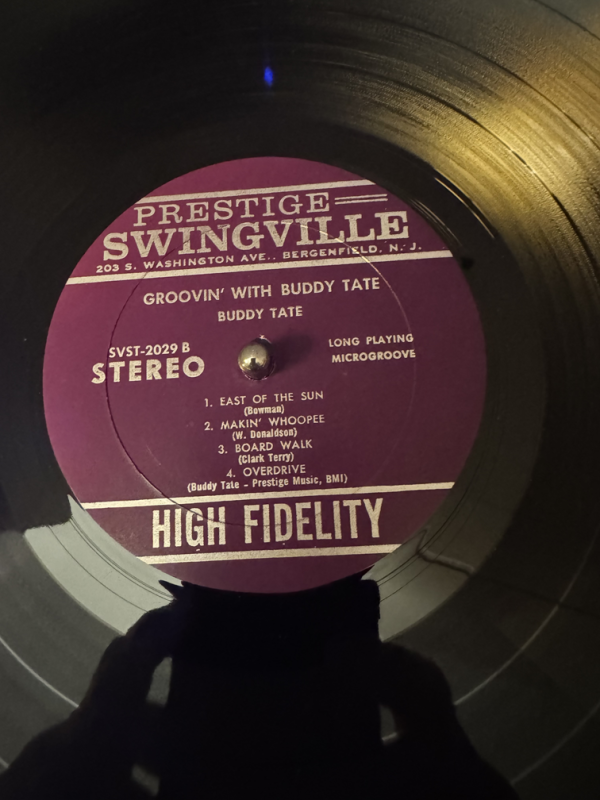 PRESTIGE
SWINGVILLE
203 S. WASHINGTON AVE., BERGENFIELD, N. J.
GROOVIN' WITH BUDDY TATE
BUDDY TATE
SVST-2029 B
STEREO
LONG PLAYING
MICROGROOVE
1. EAST OF THE SUN
(Bowman)
2. MAKIN' WHOOPEE
(W. Donaldson)
3. BOARD WALK
(Clark Terry)
4. OVERDRIVE
(Buddy Tate - Prestige Music, BMI)
HIGH FIDELITY